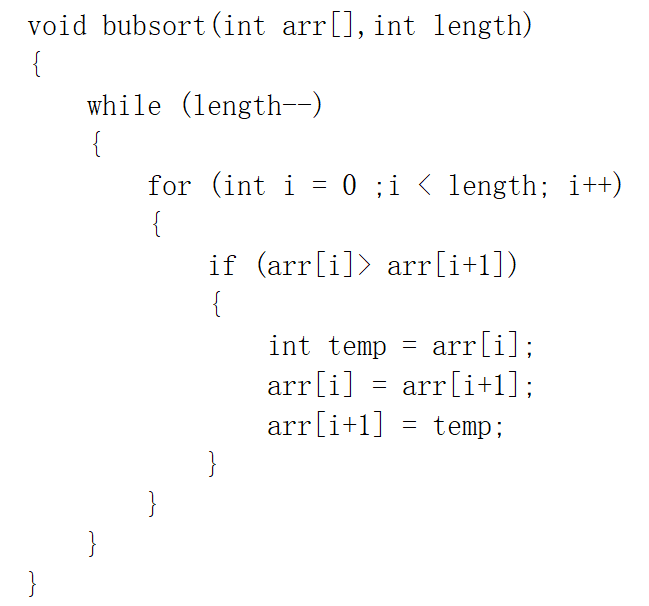 void bubsort(int arr[],int length)
{
while (length--)
{
for (int i = 0 ;i < length; i++)
{
if (arr[i]> arr[i+1])
{
int temp = arr[i];
arr[i] = arr[i+1];
arr[i+1] = temp;
}
}
}
}